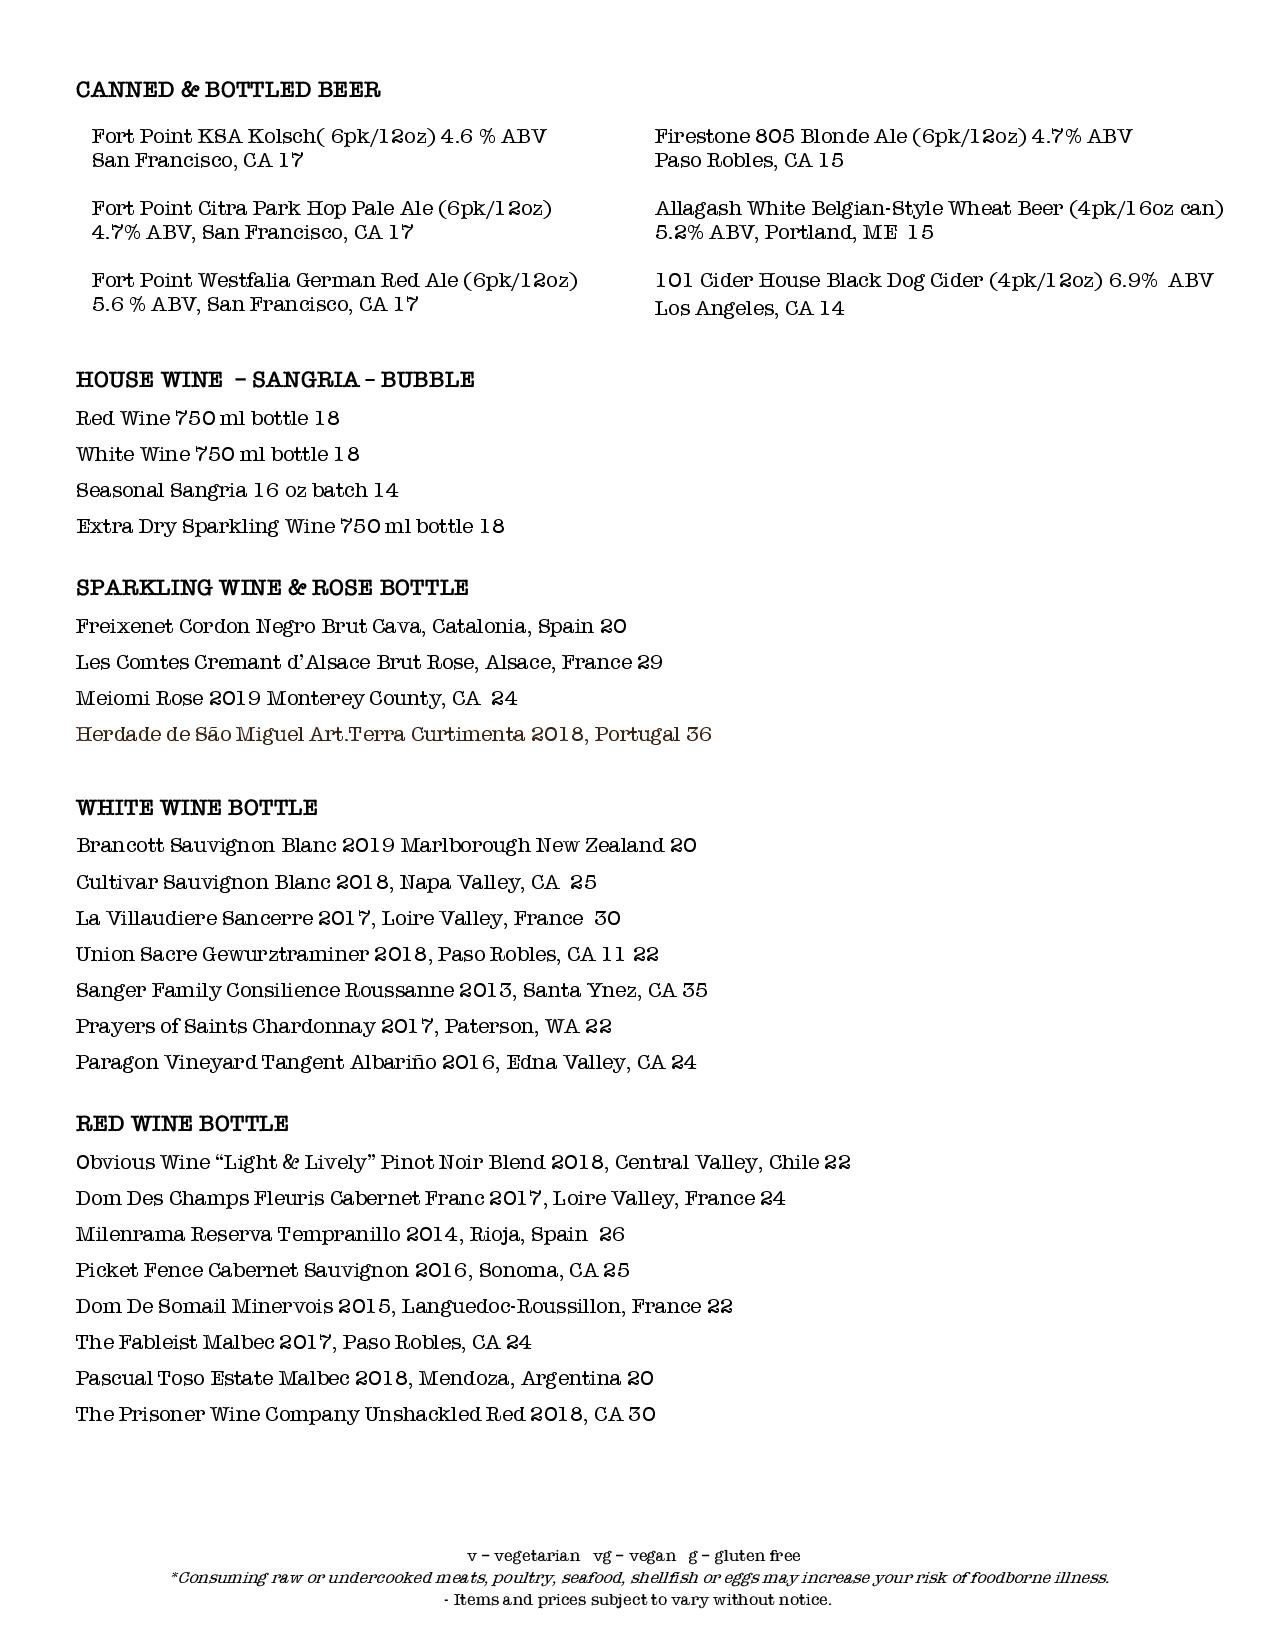 CANNED & BOTTLED BEER
Fort Point KSA Kolsch( 6pk/12oz) 4.6 % ABV
San Francisco, CA 17
Fort Point Citra Park Hop Pale Ale (6pk/12oz)
4.7% ABV, San Francisco, CA 17
Fort Point Westfalia German Red Ale (6pk/12oz)
5.6 % ABV, San Francisco, CA 17
Firestone 805 Blonde Ale (6pk/12oz) 4.7% ABV
Paso Robles, CA 15
Allagash White Belgian-Style Wheat Beer (4pk/16oz can)
5.2% ABV, Portland, ME 15
101 Cider House Black Dog Cider (4pk/12oz) 6.9% ABV
Los Angeles, CA 14
HOUSE WINE – SANGRIA – BUBBLE
Red Wine 750 ml bottle 18
White Wine 750 ml bottle 18
Seasonal Sangria 16 oz batch 14
Extra Dry Sparkling Wine 750 ml bottle 18
SPARKLING WINE & ROSE BOTTLE
Freixenet Cordon Negro Brut Cava, Catalonia, Spain 20
Les Comtes Cremant d’Alsace Brut Rose, Alsace, France 29
Meiomi Rose 2019 Monterey County, CA 24
Herdade de São Miguel Art.Terra Curtimenta 2018, Portugal 36
WHITE WINE BOTTLE
Brancott Sauvignon Blanc 2019 Marlborough New Zealand 20
Cultivar Sauvignon Blanc 2018, Napa Valley, CA 25
La Villaudiere Sancerre 2017, Loire Valley, France 30
Union Sacre Gewurztraminer 2018, Paso Robles, CA 11 22
Sanger Family Consilience Roussanne 2013, Santa Ynez, CA 35
Prayers of Saints Chardonnay 2017, Paterson, WA 22
Paragon Vineyard Tangent Albariño 2016, Edna Valley, CA 24
RED WINE BOTTLE
Obvious Wine “Light & Lively” Pinot Noir Blend 2018, Central Valley, Chile 22
Dom Des Champs Fleuris Cabernet Franc 2017, Loire Valley, France 24
Milenrama Reserva Tempranillo 2014, Rioja, Spain 26
Picket Fence Cabernet Sauvignon 2016, Sonoma, CA 25
Dom De Somail Minervois 2015, Languedoc-Roussillon, France 22
The Fableist Malbec 2017, Paso Robles, CA 24
Pascual Toso Estate Malbec 2018, Mendoza, Argentina 20
The Prisoner Wine Company Unshackled Red 2018, CA 30
v – vegetarian vg – vegan g – gluten free
*Consuming raw or undercooked meats, poultry, seafood, shellfish or eggs may increase your risk of foodborne illness.
- Items and prices subject to vary without notice.